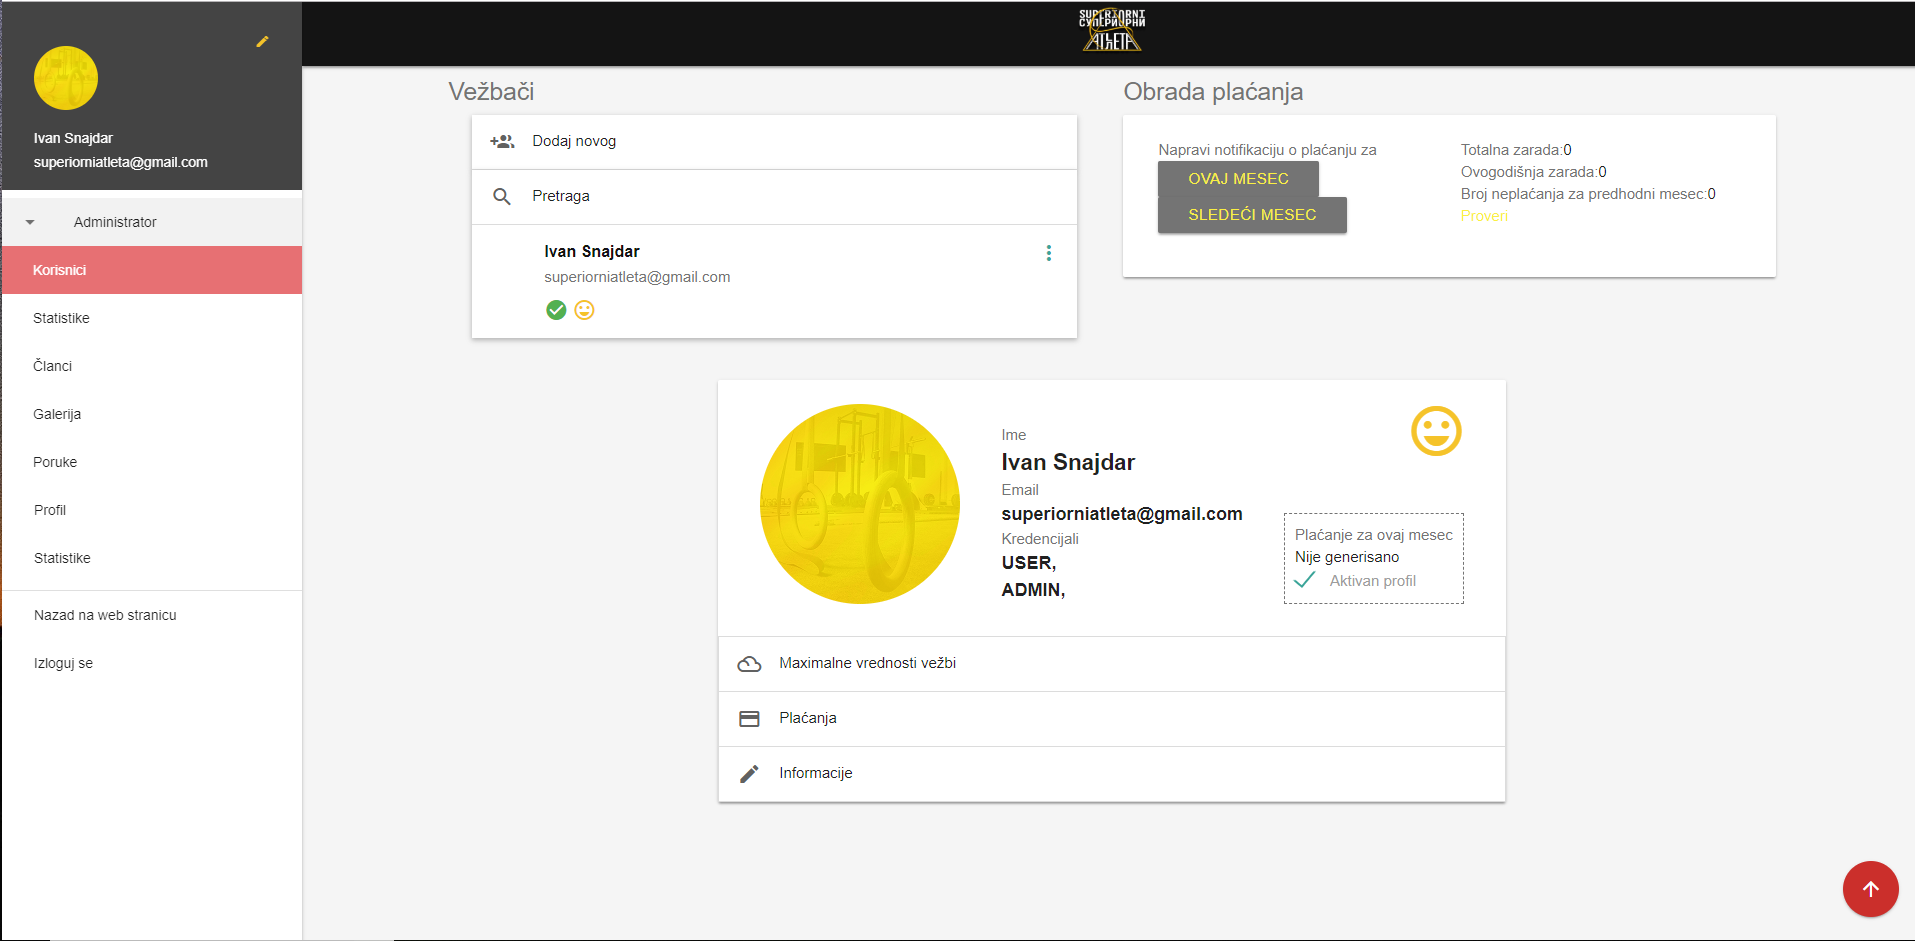 SUPERIORNI
СУПЕРИОРНИ
ATLETA
Ivan Snajdar
superiorniatleta@gmail.com
Administrator
Korisnici
Statistike
Članci
Galerija
Poruke
Profil
Statistike
Nazad na web stranicu
Izloguj se
Vežbači
Dodaj novog
Pretraga
Ivan Snajdar
superiorniatleta@gmail.com
Obrada plaćanja
Napravi notifikaciju o plaćanju za
OVAJ MESEC
SLEDEĆI MESEC
Totalna zarada:0
Ovogodišnja zarada:0
Broj neplaćanja za predhodni mesec:0
Proveri
Ime
Ivan Snajdar
Email
superiorniatleta@gmail.com
Kredencijali
USER,
ADMIN,
Plaćanje za ovaj mesec
Nije generisano
Aktivan profil
Maximalne vrednosti vežbi
Plaćanja
Informacije